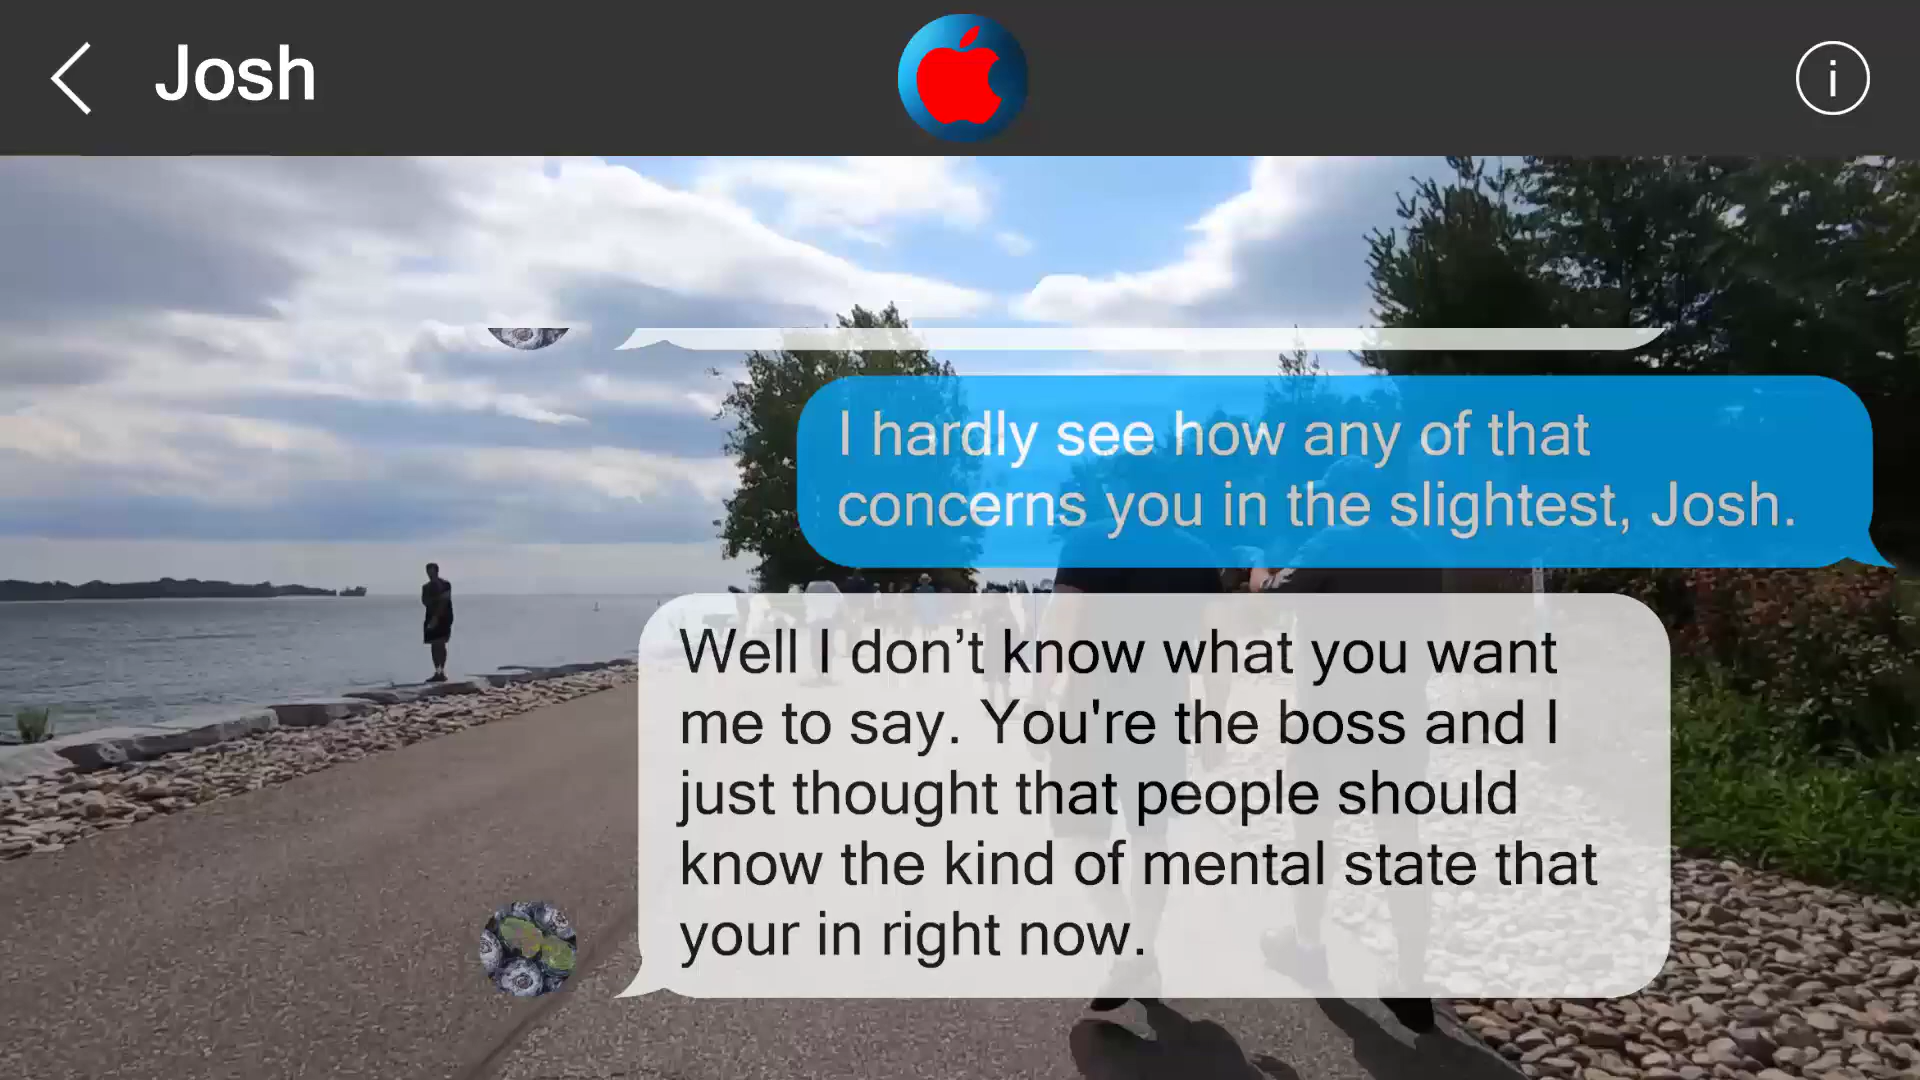 Josh
i
I hardly see how any of that
concerns you in the slightest, Josh.
Well I don’t know what you want
me to say. You're the boss and I
just thought that people should
know the kind of mental state that
your in right now.